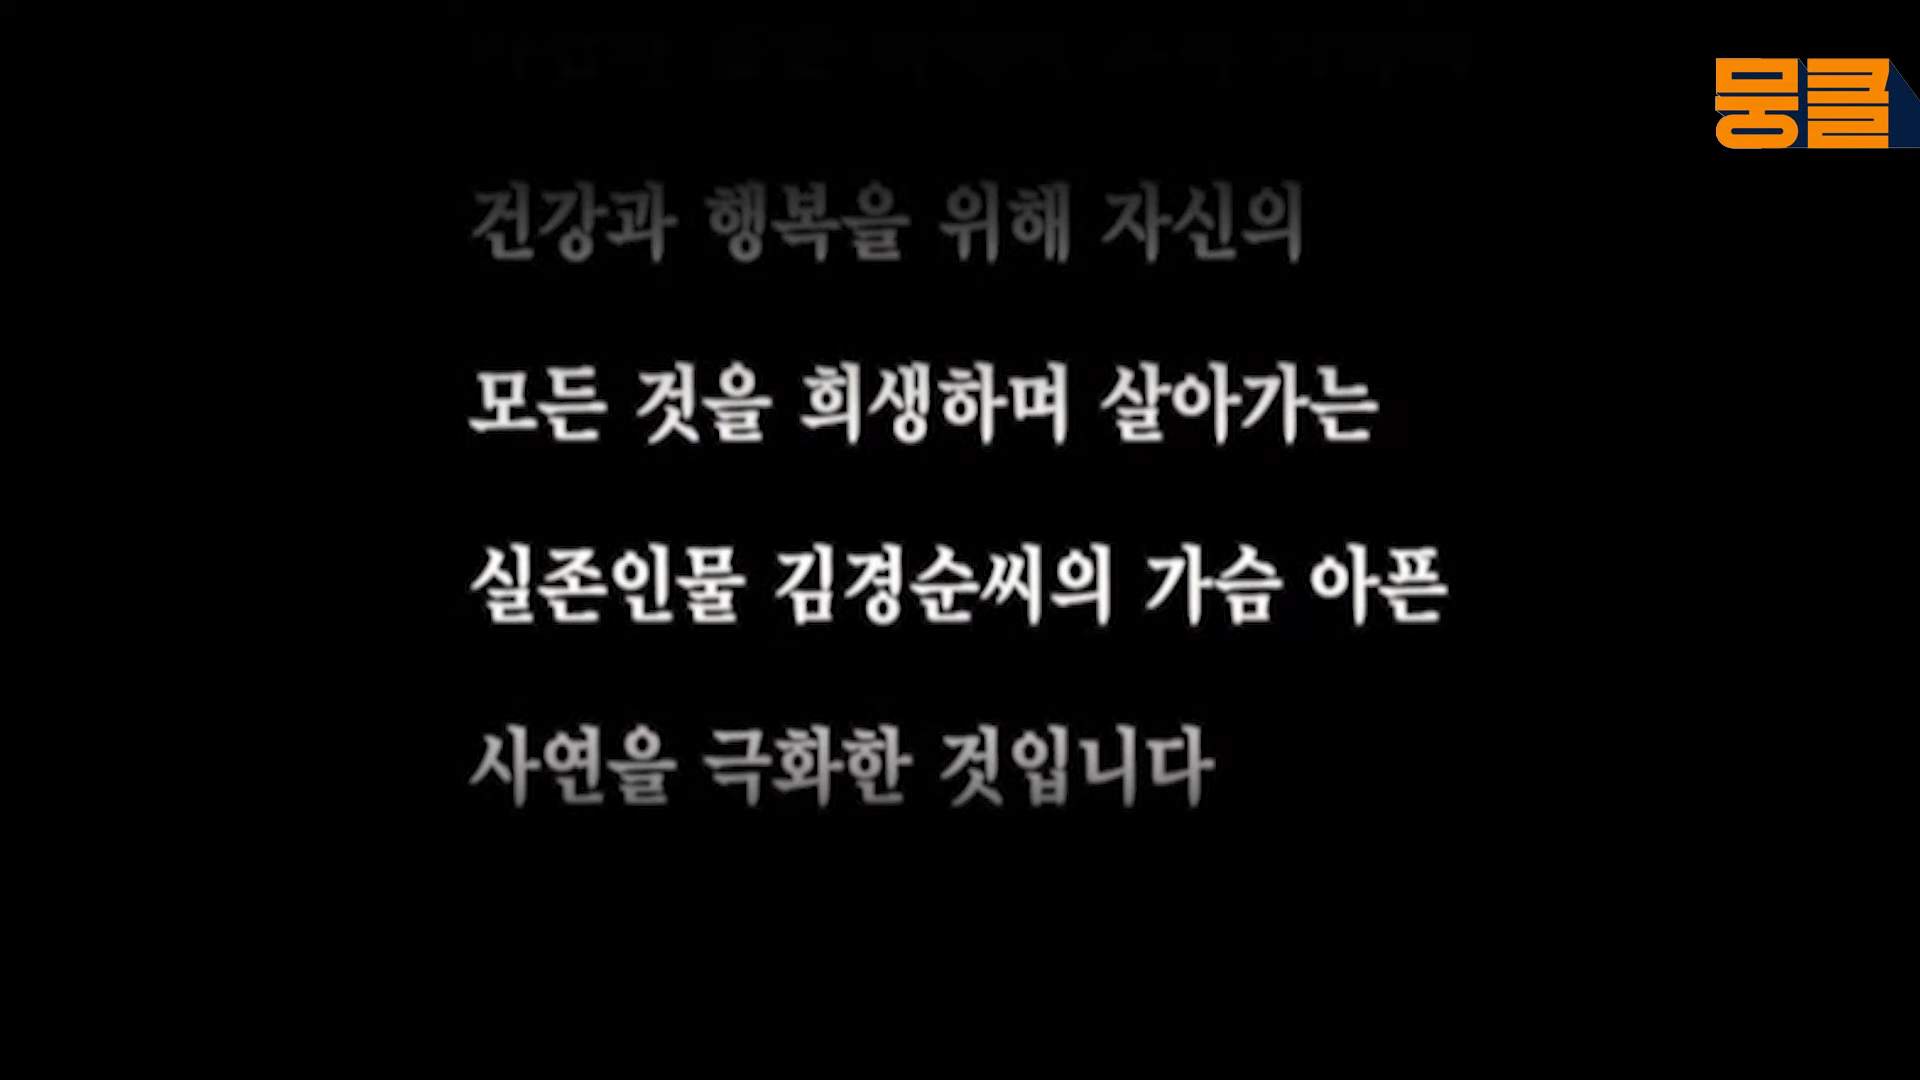 뭉클
건강과 행복을 위해 자신의
모든 것을 희생하며 살아가는
실존인물 김경순씨의 가슴 아픈
사연을 극화한 것입니다